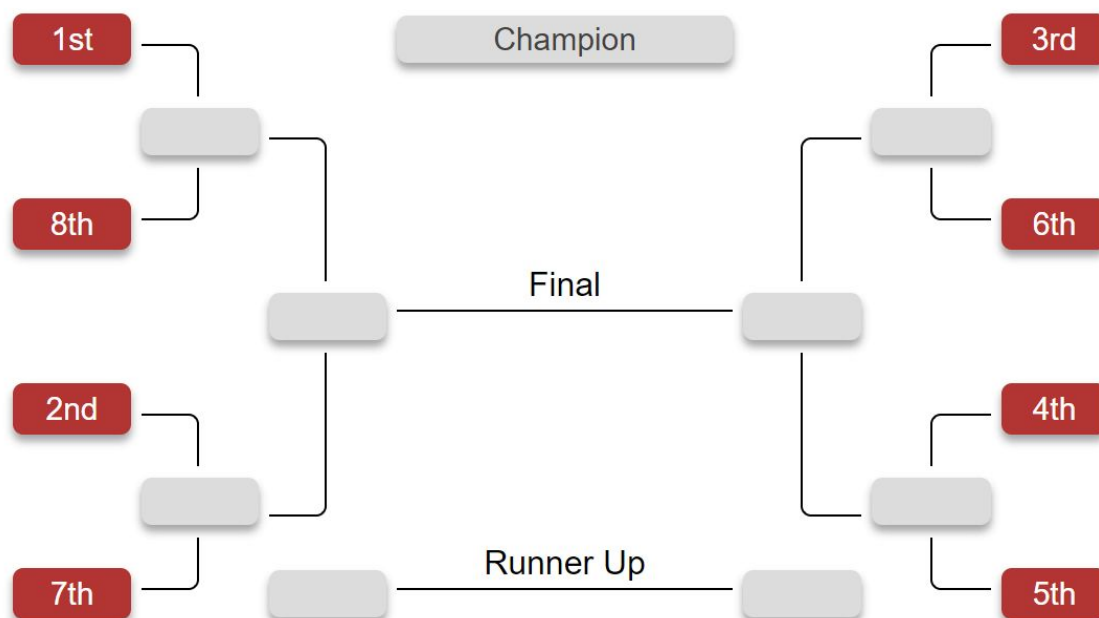 1st
Champion
3rd
8th
6th
Final
2nd
4th
Runner Up
7th
5th